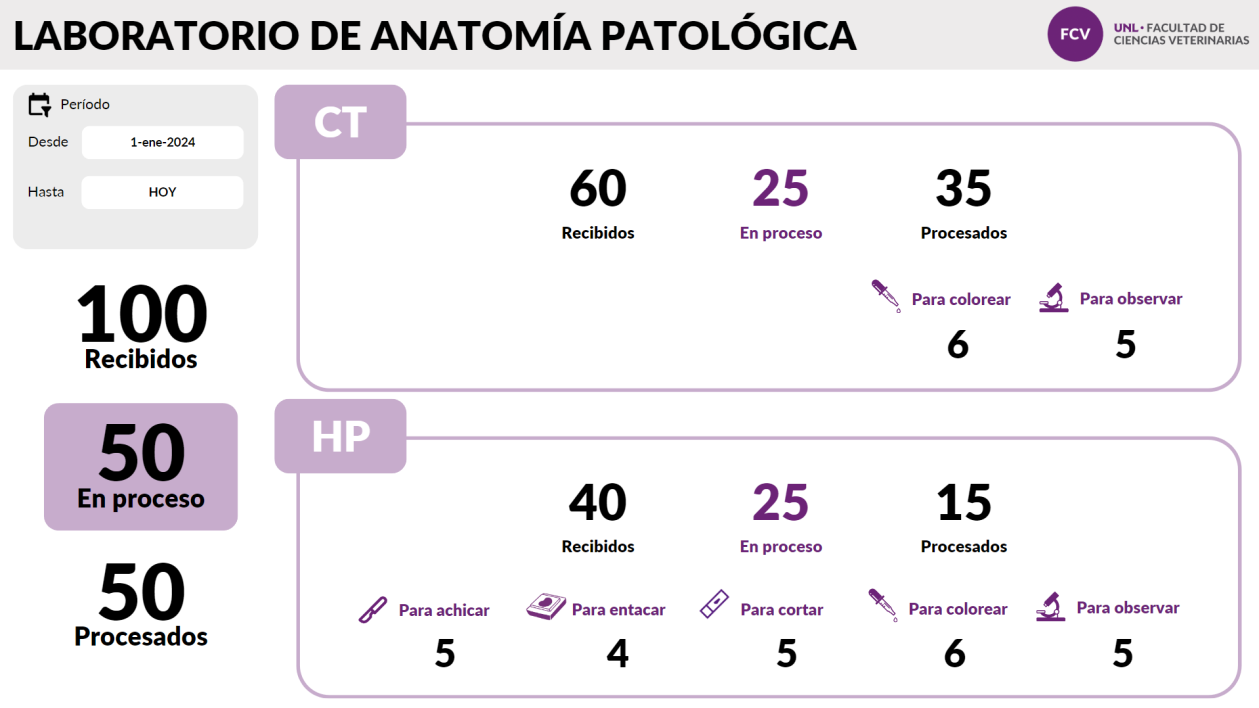 LABORATORIO DE ANATOMÍA PATOLÓGICA
FCV
UNL • FACULTAD DE
CIENCIAS VETERINARIAS
Período
Desde 1-ene-2024
Hasta HOY
100
Recibidos
50
En proceso
50
Procesados
CT
60 25 35
Recibidos En proceso Procesados
Para colorear Para observar
6 5
HP
40 25 15
Recibidos En proceso Procesados
Para achicar Para entacar Para cortar Para colorear Para observar
5 4 5 6 5